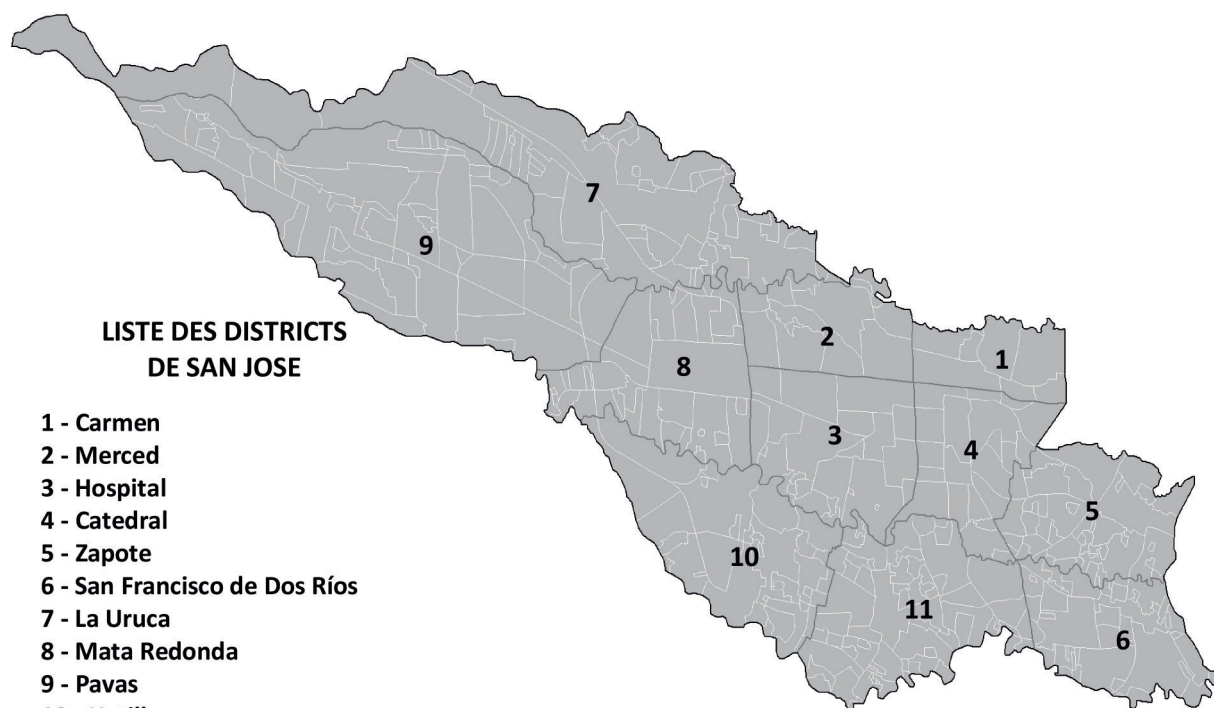 LISTE DES DISTRICTS
DE SAN JOSE
1 - Carmen
2 - Merced
3 - Hospital
4 - Catedral
5 - Zapote
6 - San Francisco de Dos Ríos
7 - La Uruca
8 - Mata Redonda
9 - Pavas
7
9
2
1
8
3
4
5
10
11
6